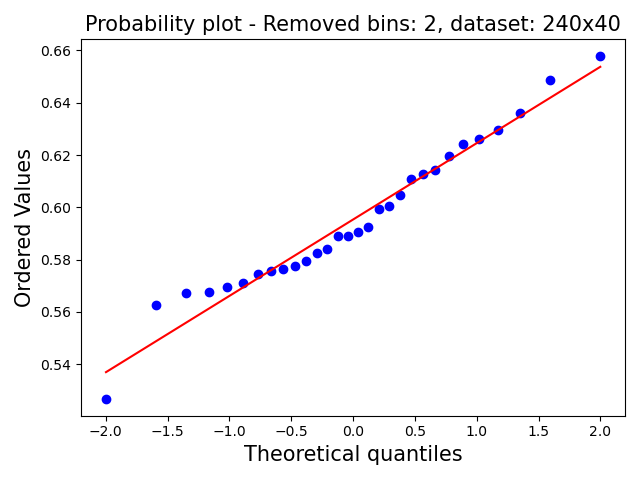 Probability plot - Removed bins: 2, dataset: 240x40
Ordered Values
0.66
0.64
0.62
0.60
0.58
0.56
0.54
−2.0 −1.5 −1.0 −0.5 0.0 0.5 1.0 1.5 2.0
Theoretical quantiles